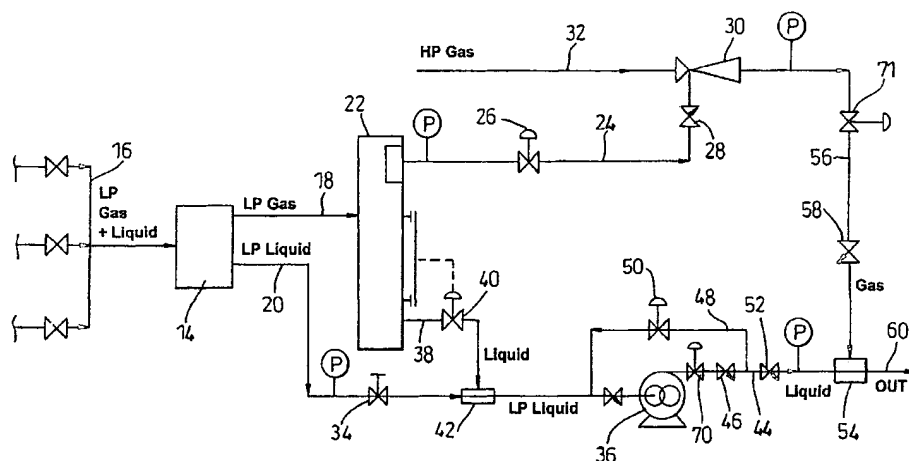 HP Gas
32
30
P
71
22
P
26
24
28
56
16
LP
Gas
+ Liquid
LP Gas
18
LP Liquid
20
14
58
Gas
50
40
48
52
P
60
38
Liquid
P
34
42
LP Liquid
36
70
46
44
Liquid
54
OUT